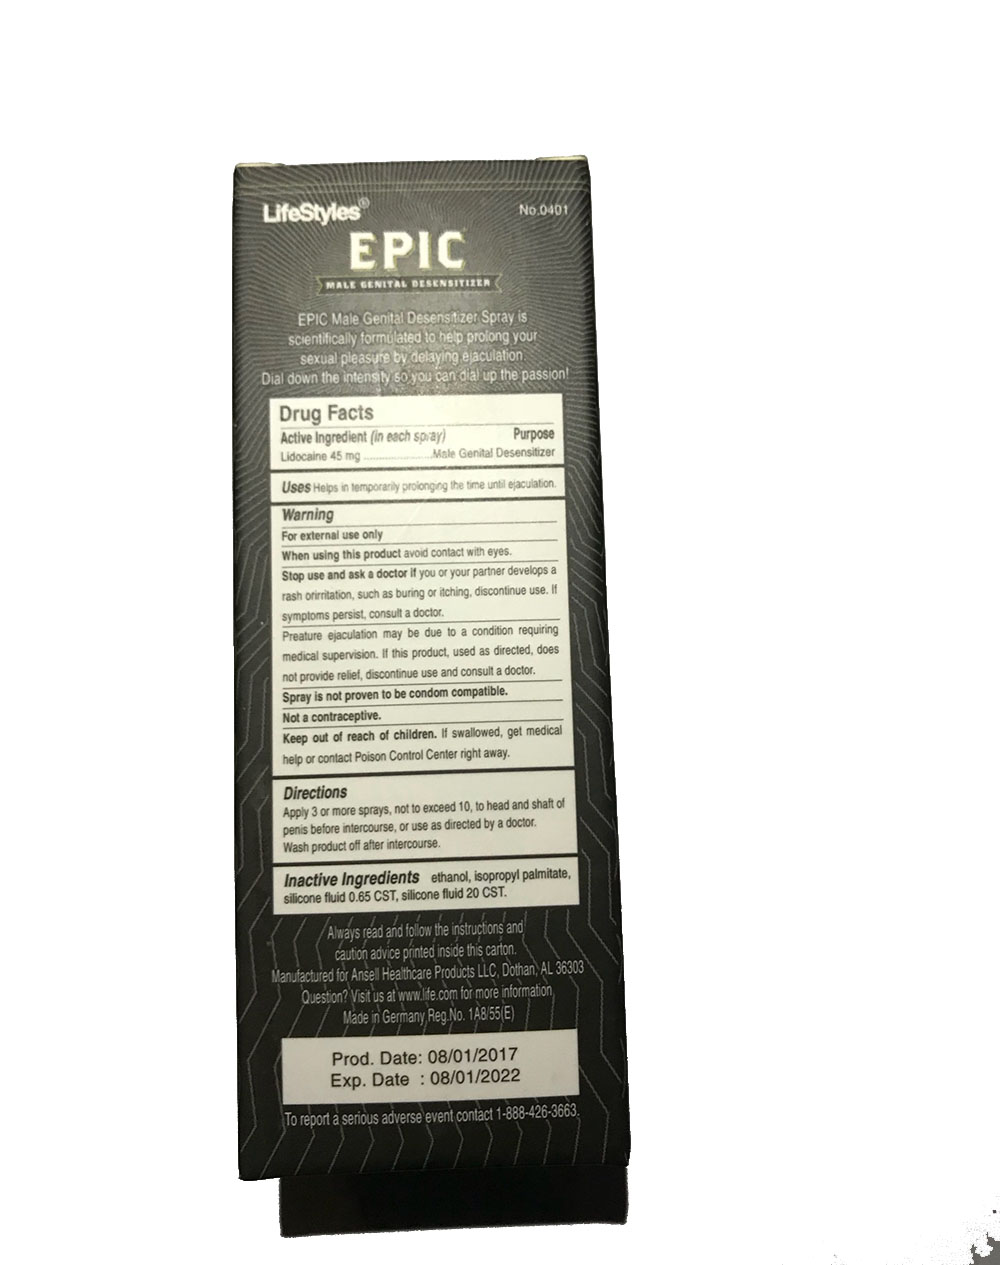 LifeStyles®
No.0401
EPIC
MALE GENITAL DESENSITIZER
EPIC Male Genital Desensitizer Spray is
scientifically formulated to help prolong your
sexual pleasure by delaying ejaculation.
Dial down the intensity so you can dial up the passion!
Drug Facts
Active Ingredient (in each spray) Purpose
Lidocaine 45 mg ........................Male Genital Desensitizer
Uses Helps in temporarily prolonging the time until ejaculation.
Warning
For external use only
When using this product avoid contact with eyes.
Stop use and ask a doctor if you or your partner develops a
rash orirritation, such as buring or itching, discontinue use. If
symptoms persist, consult a doctor.
Preature ejaculation may be due to a condition requiring
medical supervision. If this product, used as directed, does
not provide relief, discontinue use and consult a doctor.
Spray is not proven to be condom compatible.
Not a contraceptive.
Keep out of reach of children. If swallowed, get medical
help or contact Poison Control Center right away.
Directions
Apply 3 or more sprays, not to exceed 10, to head and shaft of
penis before intercourse, or use as directed by a doctor.
Wash product off after intercourse.
Inactive Ingredients ethanol, isopropyl palmitate,
silicone fluid 0.65 CST, silicone fluid 20 CST.
Always read and follow the instructions and
caution advice printed inside this carton.
Manufactured for Ansell Healthcare Products LLC, Dothan, AL 36303
Question? Visit us at www.life.com for more information
Made in Germany Reg.No. 1A8/55(E)
Prod. Date: 08/01/2017
Exp. Date : 08/01/2022
To report a serious adverse event contact 1-888-426-3663.